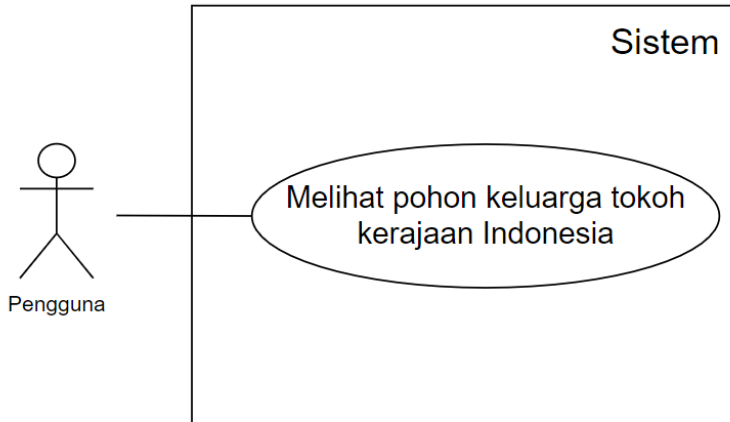 Sistem
Melihat pohon keluarga tokoh
kerajaan Indonesia
Pengguna